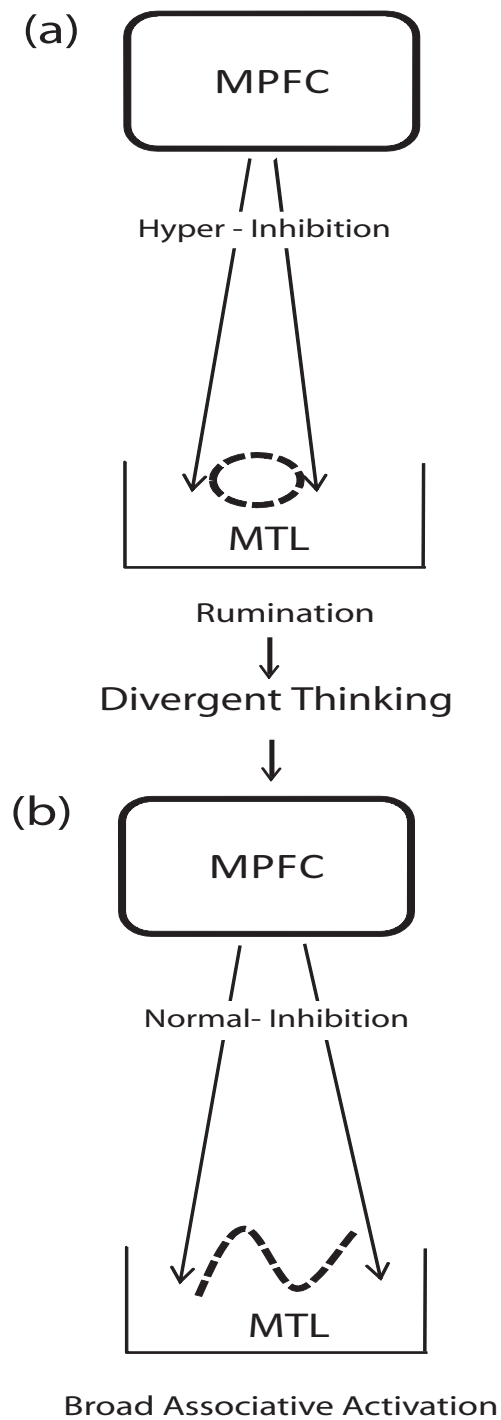 (a)
MPFC
Hyper - Inhibition
MTL
Rumination
Divergent Thinking
(b)
MPFC
Normal- Inhibition
MTL
Broad Associative Activation